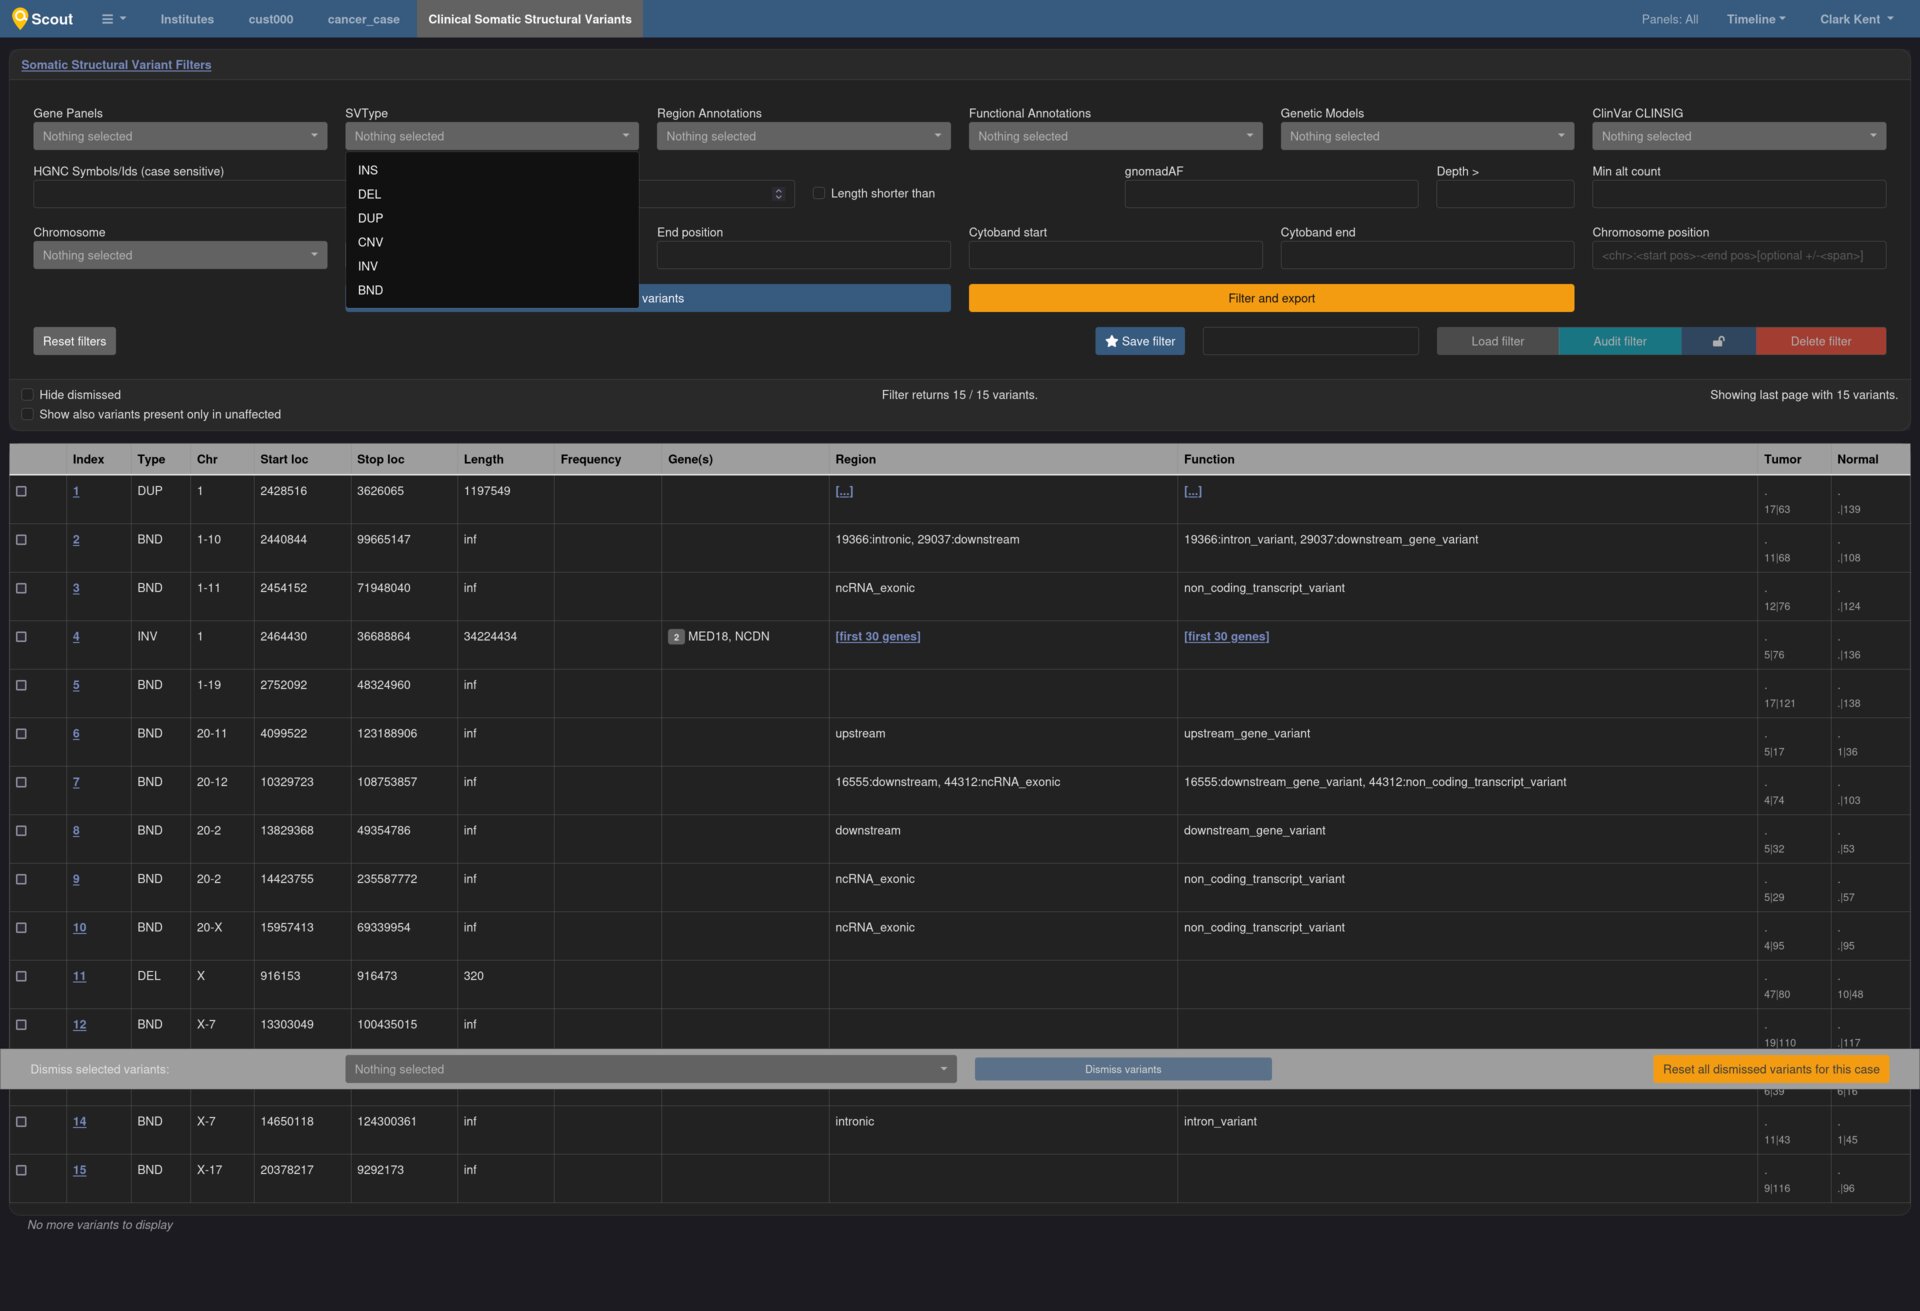 Scout Institutes cust000 cancer_case Clinical Somatic Structural Variants Panels: All Timeline Clark Kent
Somatic Structural Variant Filters
Gene Panels SVType Region Annotations Functional Annotations Genetic Models ClinVar CLINSIG
Nothing selected Nothing selected Nothing selected Nothing selected Nothing selected Nothing selected
INS
DEL
DUP
CNV
INV
BND
HGNC Symbols/Ids (case sensitive) gnomadAF Depth > Min alt count
Length shorter than
Chromosome End position Cytoband start Cytoband end Chromosome position
Nothing selected <chr>:<start pos>-<end pos>[optional +/-<span>]
variants Filter and export
Reset filters Save filter Load filter Audit filter Delete filter
Hide dismissed Filter returns 15 / 15 variants. Showing last page with 15 variants.
Show also variants present only in unaffected
Index Type Chr Start loc Stop loc Length Frequency Gene(s) Region Function Tumor Normal
1 DUP 1 2428516 3626065 1197549 [...] [...] . .
17|63 .|139
2 BND 1-10 2440844 99665147 inf 19366:intronic, 29037:downstream 19366:intron_variant, 29037:downstream_gene_variant . .
11|68 .|108
3 BND 1-11 2454152 71948040 inf ncRNA_exonic non_coding_transcript_variant . .
12|76 .|124
4 INV 1 2464430 36688864 34224434 2 MED18, NCDN [first 30 genes] [first 30 genes] . .
5|76 .|136
5 BND 1-19 2752092 48324960 inf . .
17|121 .|138
6 BND 20-11 4099522 123188906 inf upstream upstream_gene_variant . .
5|17 1|36
7 BND 20-12 10329723 108753857 inf 16555:downstream, 44312:ncRNA_exonic 16555:downstream_gene_variant, 44312:non_coding_transcript_variant . .
4|74 .|103
8 BND 20-2 13829368 49354786 inf downstream downstream_gene_variant . .
5|32 .|53
9 BND 20-2 14423755 235587772 inf ncRNA_exonic non_coding_transcript_variant . .
5|29 .|57
10 BND 20-X 15957413 69339954 inf ncRNA_exonic non_coding_transcript_variant . .
4|95 .|95
11 DEL X 916153 916473 320 . .
47|80 10|48
12 BND X-7 13303049 100435015 inf . .
19|110 .|117
Dismiss selected variants: Nothing selected Dismiss variants Reset all dismissed variants for this case
6|39 6|16
14 BND X-7 14650118 124300361 inf intronic intron_variant . .
11|43 1|45
15 BND X-17 20378217 9292173 inf . .
9|116 .|96
No more variants to display